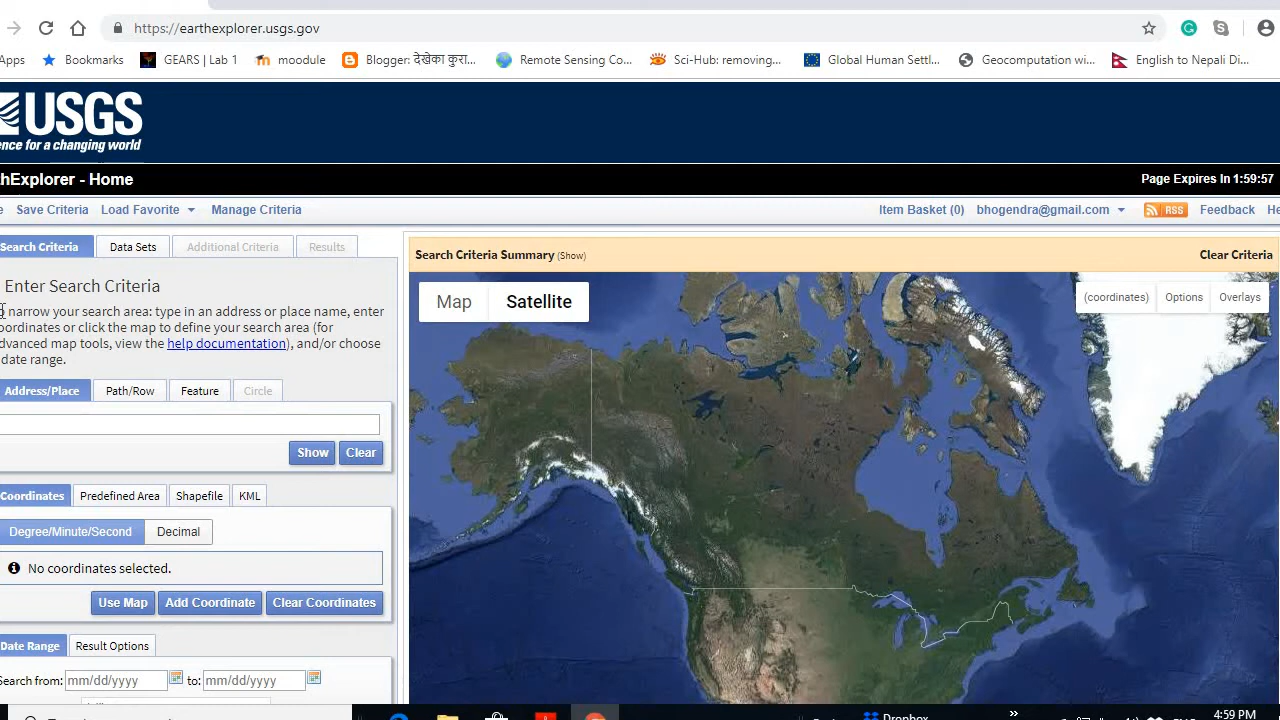 https://earthexplorer.usgs.gov
Apps Bookmarks GEARS | Lab 1 moodule Blogger: देखेका कुरा... Remote Sensing Co... Sci-Hub: removing... Global Human Settl... Geocomputation wi... English to Nepali Di...
USGS
ence for a changing world
hExplorer - Home Page Expires In 1:59:57
e Save Criteria Load Favorite Manage Criteria Item Basket (0) bhogendra@gmail.com RSS Feedback He
Search Criteria Data Sets Additional Criteria Results
Search Criteria Summary (Show) Clear Criteria
Enter Search Criteria
narrow your search area: type in an address or place name, enter
oordinates or click the map to define your search area (for
dvanced map tools, view the help documentation), and/or choose
date range.
Map Satellite (coordinates) Options Overlays
Address/Place Path/Row Feature Circle
Show Clear
Coordinates Predefined Area Shapefile KML
Degree/Minute/Second Decimal
No coordinates selected.
Use Map Add Coordinate Clear Coordinates
Date Range Result Options
Search from: mm/dd/yyyy to: mm/dd/yyyy
Dropbox » 4:59 PM